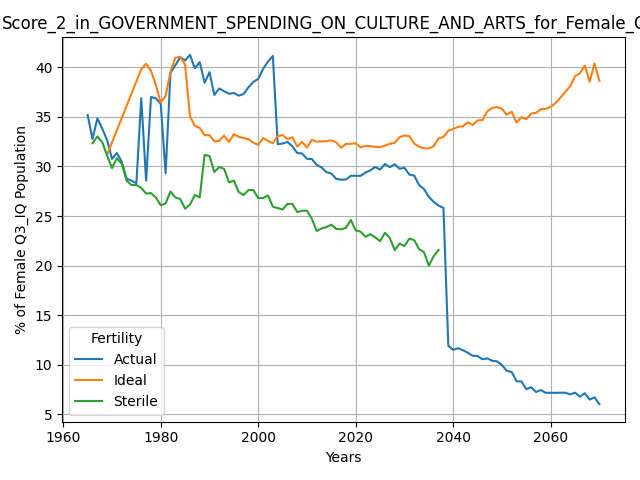 Score_2_in_GOVERNMENT_SPENDING_ON_CULTURE_AND_ARTS_for_Female_
% of Female Q3_IQ Population
40
35
30
25
20
15
10
5
Fertility
Actual
Ideal
Sterile
1960 1980 2000 2020 2040 2060
Years